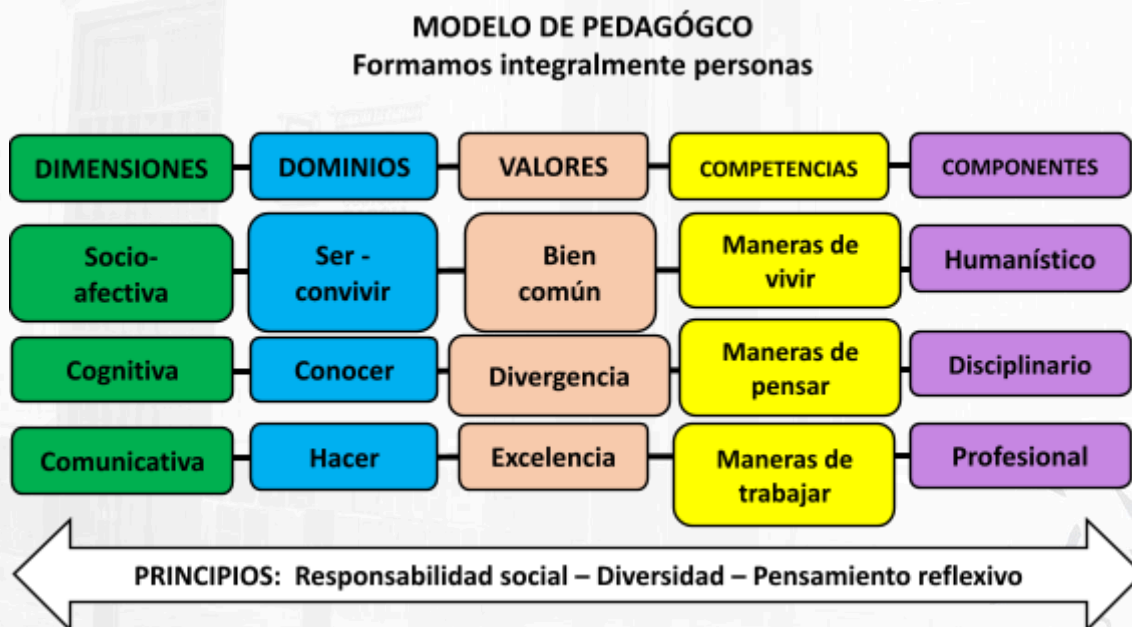 MODELO DE PEDAGÓGCO
Formamos integralmente personas
DIMENSIONES DOMINIOS VALORES COMPETENCIAS COMPONENTES
Socio-
afectiva
Ser -
convivir
Bien
común
Maneras de
vivir
Humanístico
Cognitiva
Conocer
Divergencia
Maneras de
pensar
Disciplinario
Comunicativa
Hacer
Excelencia
Maneras de
trabajar
Profesional
PRINCIPIOS: Responsabilidad social – Diversidad – Pensamiento reflexivo